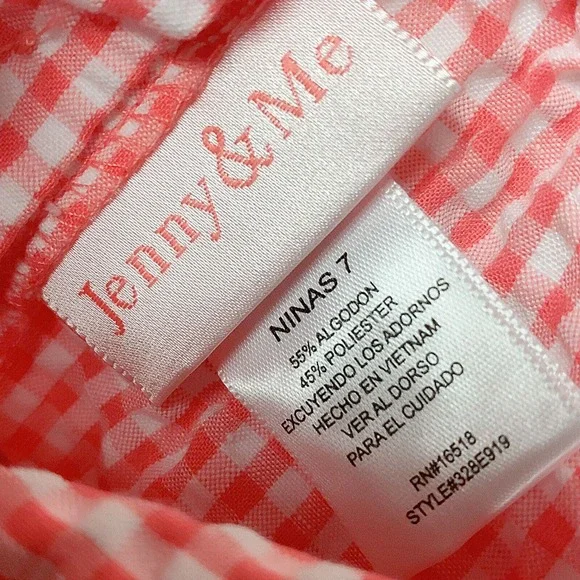 Jenny & Me
NINAS 7
55% ALGODON
45% POLIESTER
EXCUYENDO LOS ADORNOS
HECHO EN VIETNAM
VER AL DORSO
PARA EL CUIDADO
RN#16518
STYLE#328E919